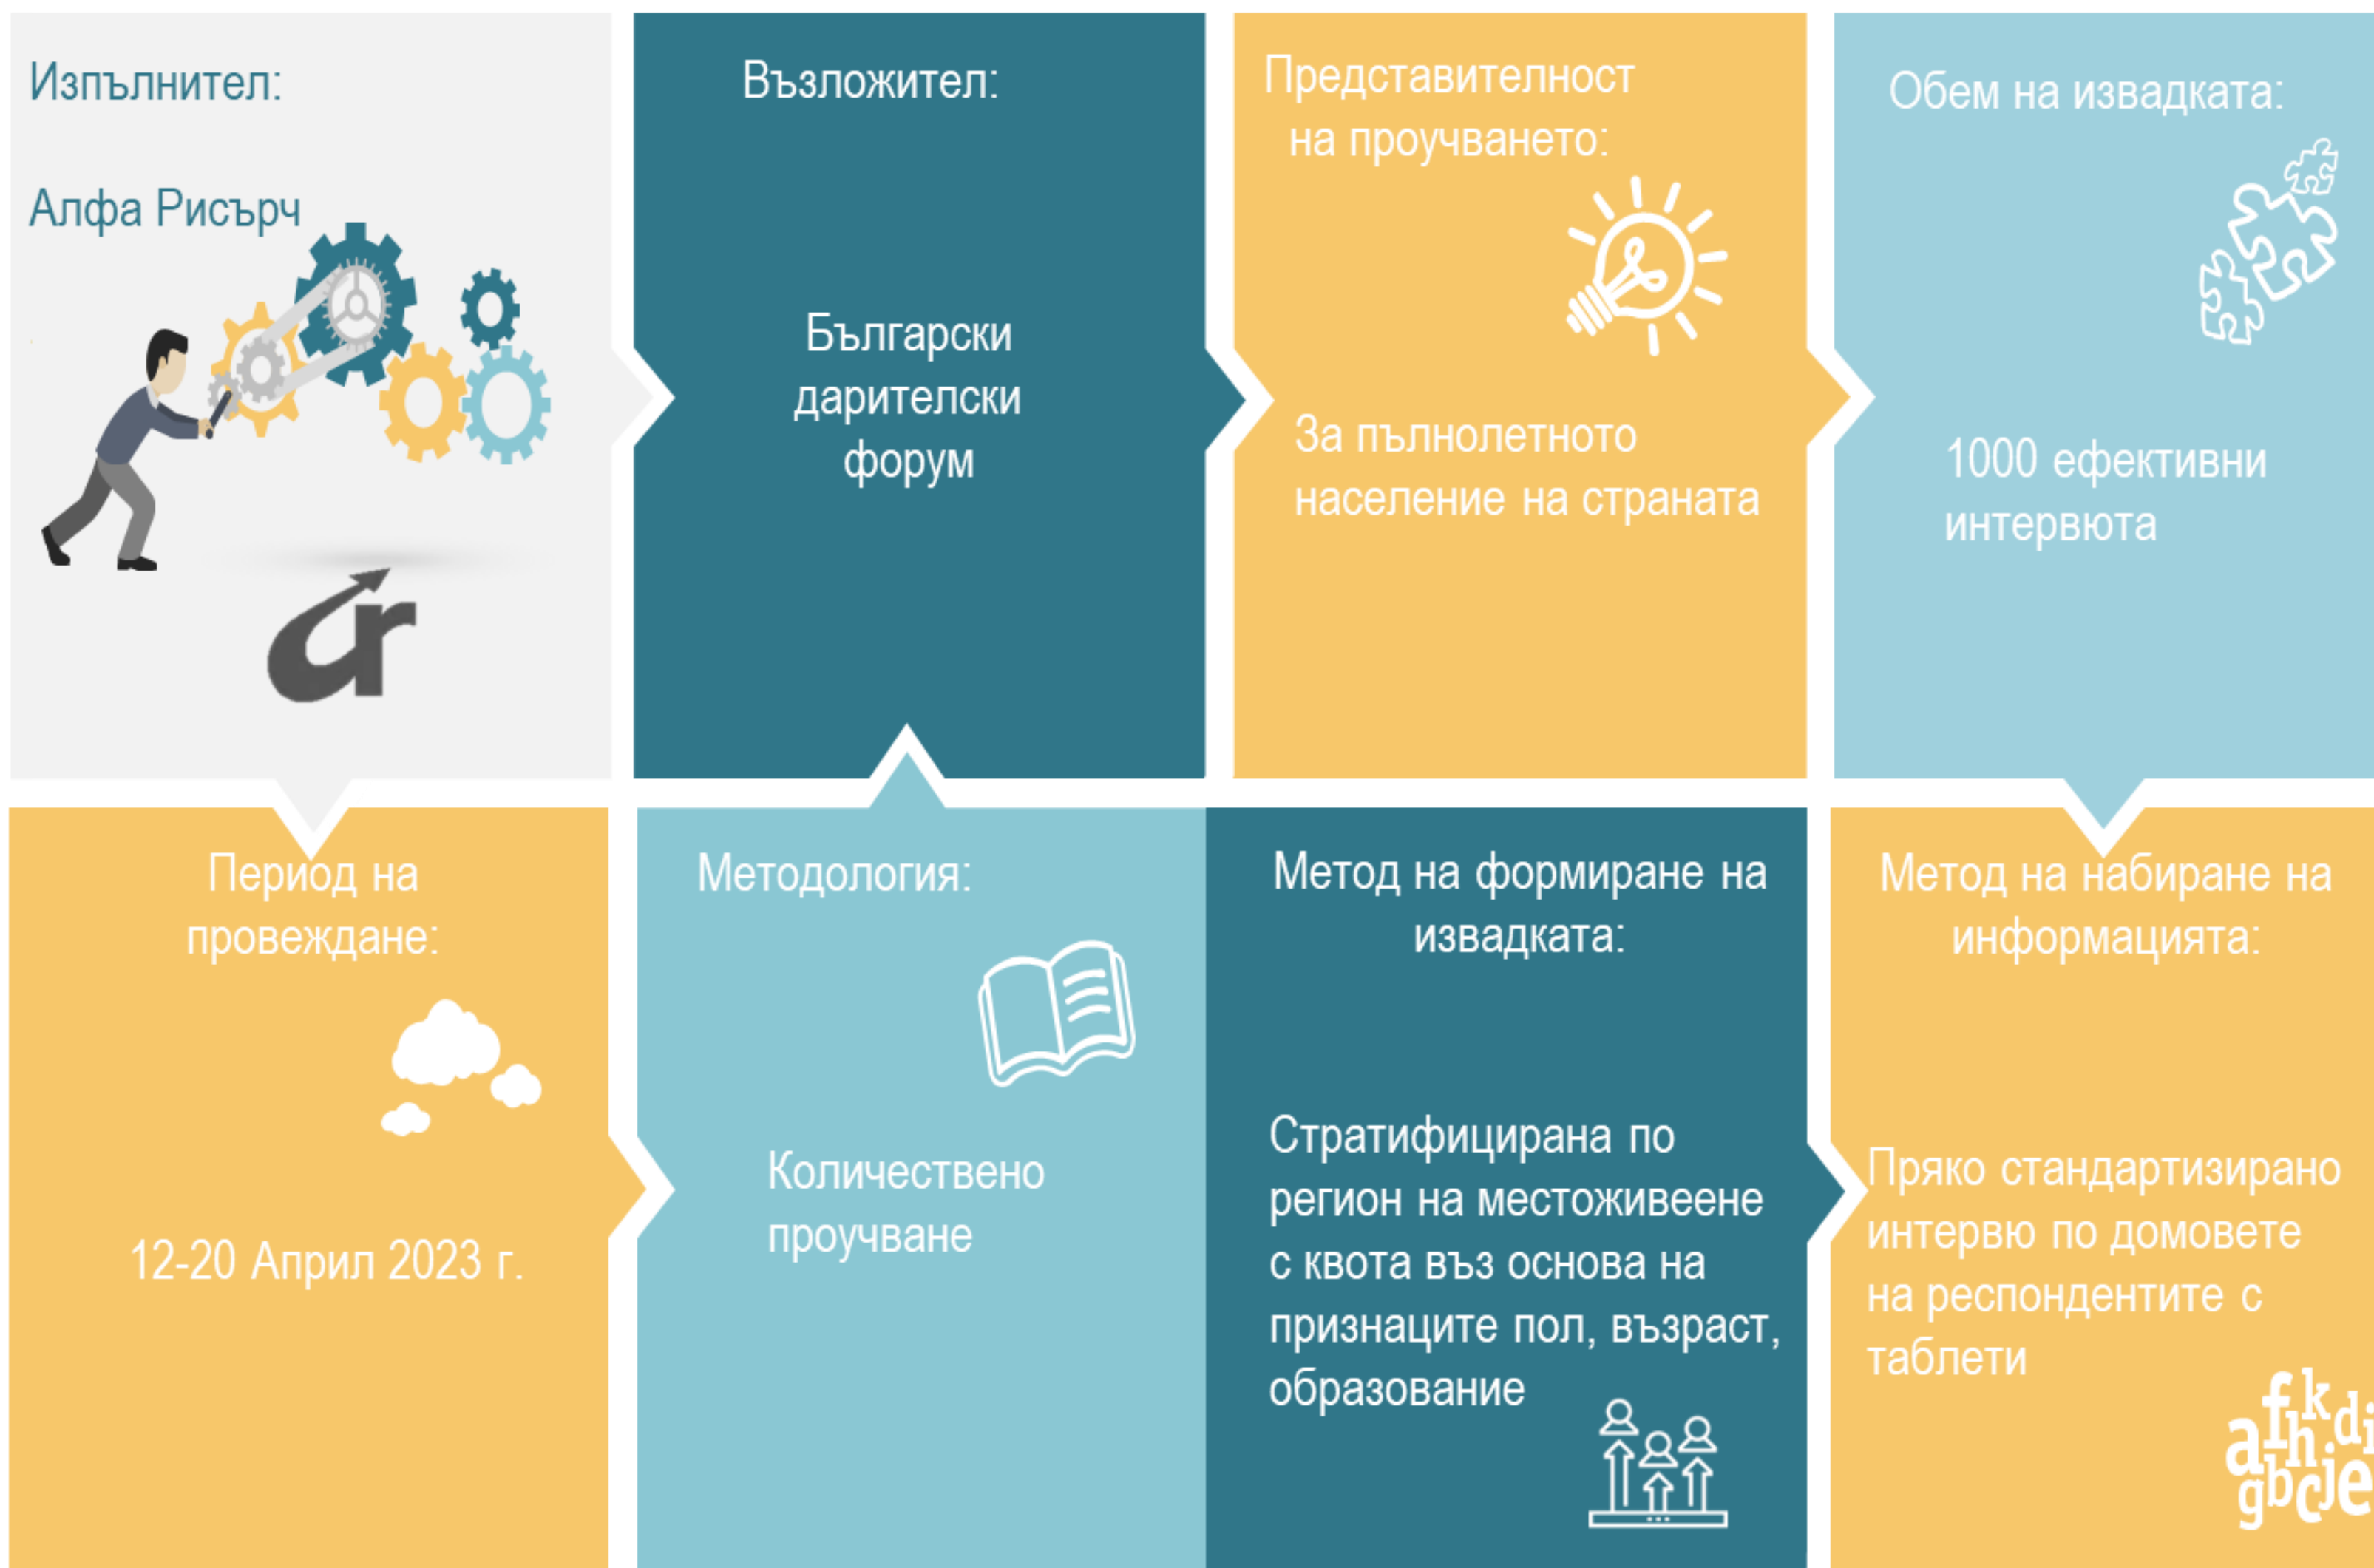 Изпълнител:
Алфа Рисърч
Възложител:
Български
дарителски
форум
Представителност
на проучването:
За пълнолетното
население на страната
Обем на извадката:
1000 ефективни
интервюта
Период на
провеждане:
12-20 Април 2023 г.
Методология:
Количествено
проучване
Метод на формиране на
извадката:
Стратифицирана по
регион на местоживеене
с квота въз основа на
признаците пол, възраст,
образование
Метод на набиране на
информацията:
Пряко стандартизирано
интервю по домовете
на респондентите с
таблети